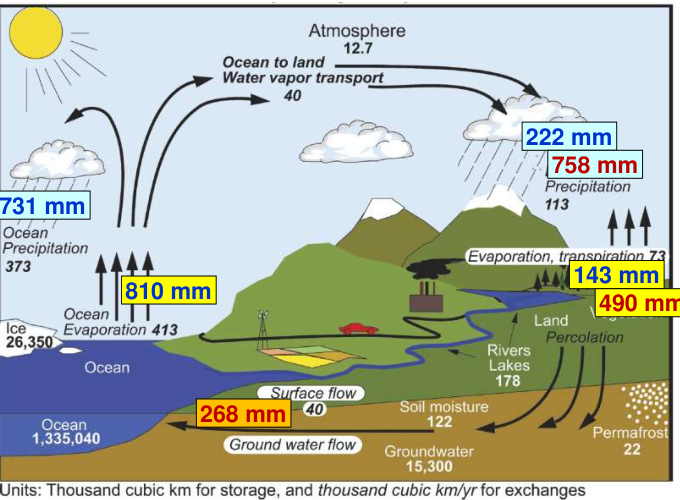 Atmosphere
12.7
Ocean to land
Water vapor transport
40
222 mm
758 mm
Precipitation
113
731 mm
Ocean
Precipitation
373
Evaporation, transpiration 73
143 mm
490 mm
810 mm
Ocean
Evaporation 413
Ice
26,350
Land
Percolation
Ocean
Rivers
Lakes
178
Surface flow
40
268 mm
Soil moisture
122
Ground water flow
Ocean
1,335,040
Groundwater
15,300
Permafrost
22
Units: Thousand cubic km for storage, and thousand cubic km/yr for exchanges